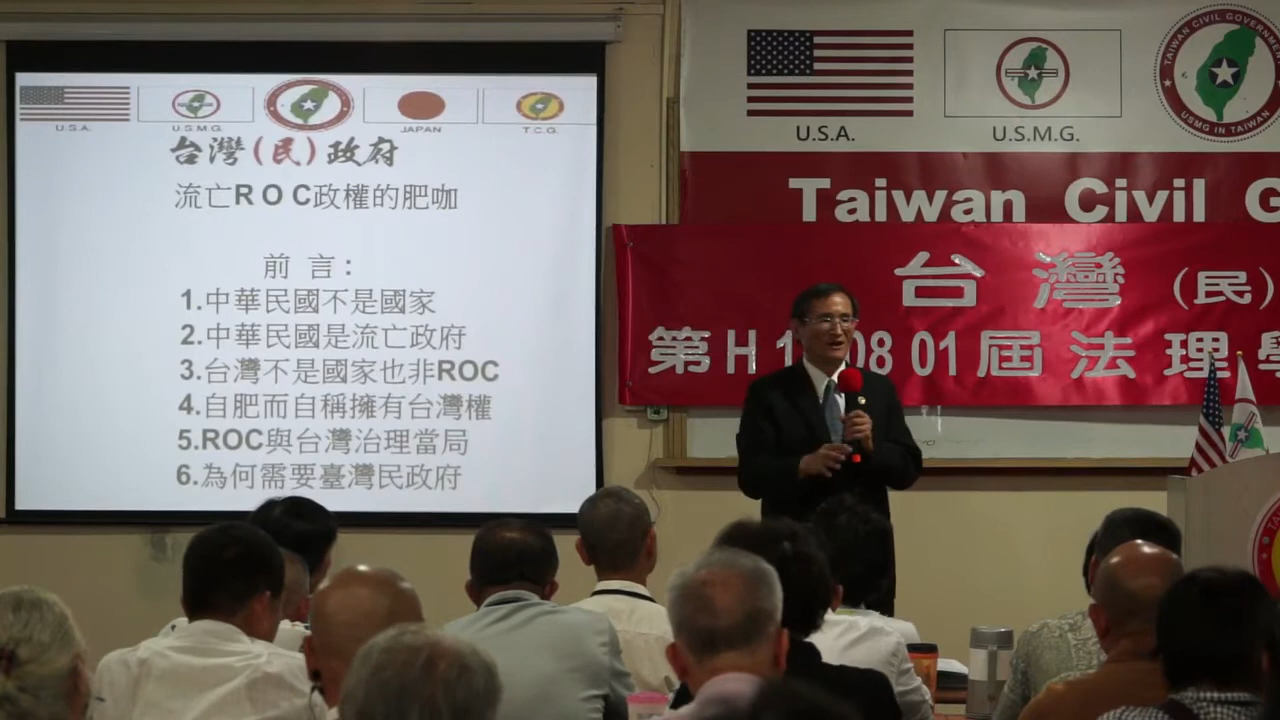 U.S.A.
U.S.M.G.
JAPAN
T.C.G.
台灣(民)政府
流亡R O C政權的肥咖
前 言:
1.中華民國不是國家
2.中華民國是流亡政府
3.台灣不是國家也非ROC
4.自肥而自稱擁有台灣權
5.ROC與台灣治理當局
6.為何需要臺灣民政府
U.S.A.
U.S.M.G.
TAIWAN CIVIL GOVERNMENT
USMG IN TAIWAN
Taiwan Civil G
台灣(民)
第H 1 08 01屆法理學